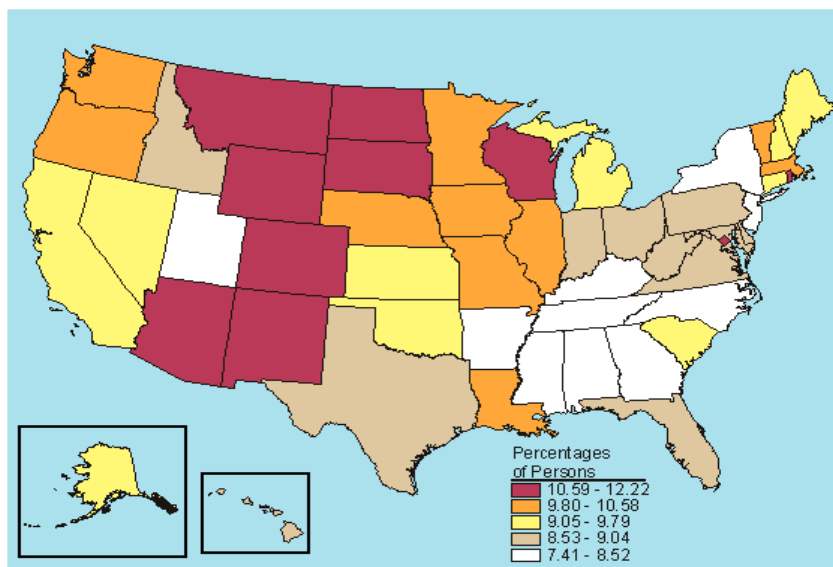 Percentages
of Persons
10.59 - 12.22
9.80 - 10.58
9.05 - 9.79
8.53 - 9.04
7.41 - 8.52